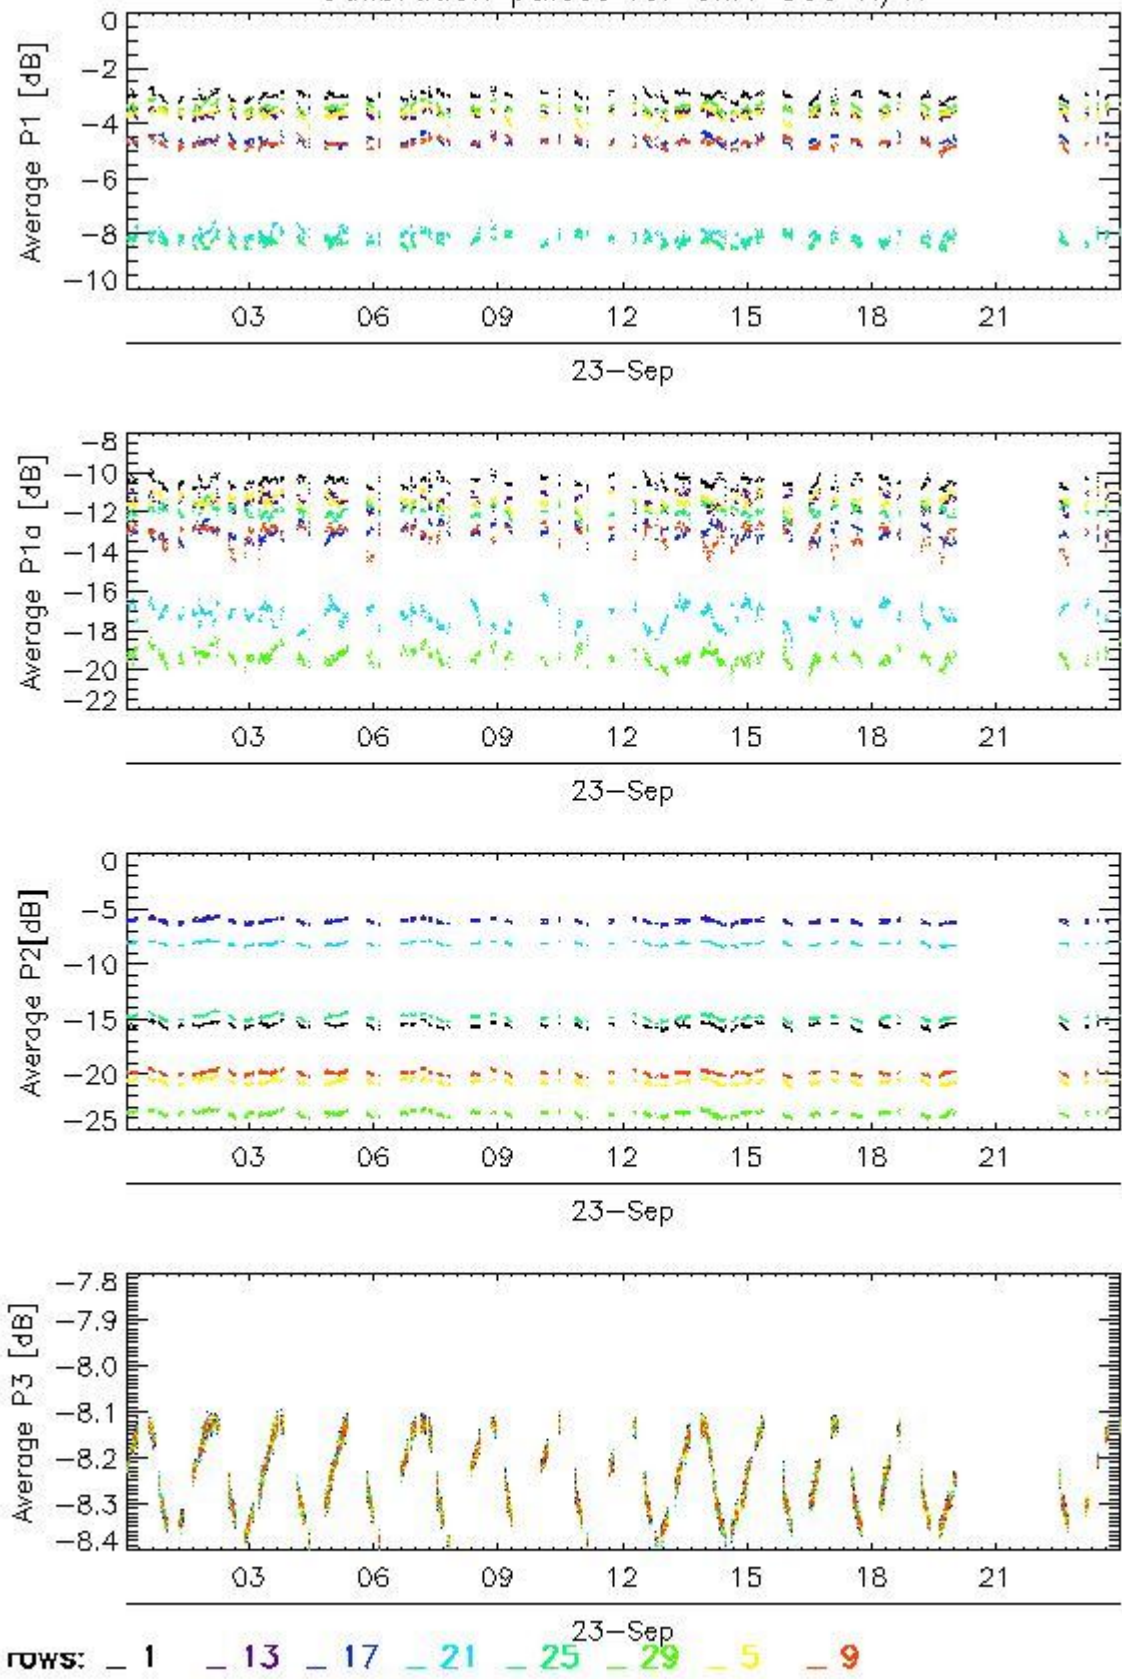 0
-2
-4
-6
-8
-10
Average P1 [dB]
03 06 09 12 15 18 21
23-Sep
-8
-10
-12
-14
-16
-18
-20
-22
Average P1a [dB]
03 06 09 12 15 18 21
23-Sep
0
-5
-10
-15
-20
-25
Average P2[dB]
03 06 09 12 15 18 21
23-Sep
-7.8
-7.9
-8.0
-8.1
-8.2
-8.3
-8.4
Average P3 [dB]
03 06 09 12 15 18 21
23-Sep
rows: _ 1 _ 13 _ 17 _ 21 _ 25 _ 29 _ 5 _ 9